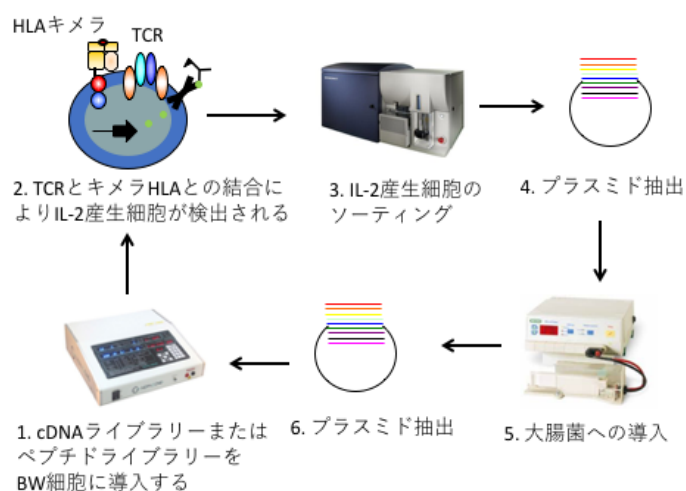 HLAキメラ
TCR
2. TCRとキメラHLAとの結合に
よりIL-2産生細胞が検出される
3. IL-2産生細胞の
ソーティング
4. プラスミド抽出
1. cDNAライブラリーまたは
ペプチドライブラリーを
BW細胞に導入する
6. プラスミド抽出
5. 大腸菌への導入